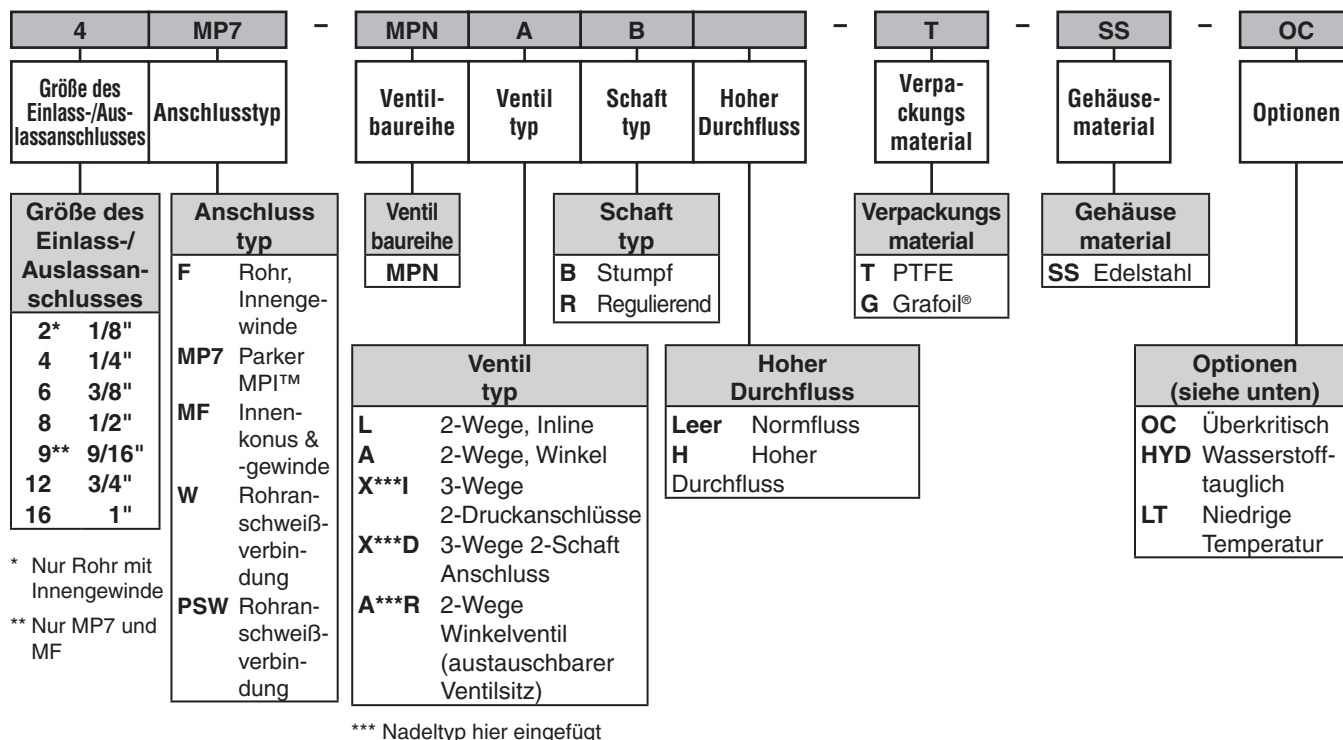 4 MP7 – MPN A B – T – SS – OC
Größe des
Einlass-/Aus-
lassanschlusses
Anschlusstyp
Ventil-
baureihe
Ventil
typ
Schaft
typ
Hoher
Durchfluss
Verpa-
ckungs
material
Gehäuse-
material
Optionen
Größe des
Einlass-/
Auslassan-
schlusses
2* 1/8"
4 1/4"
6 3/8"
8 1/2"
9** 9/16"
12 3/4"
16 1"
* Nur Rohr mit
Innengewinde
** Nur MP7 und
MF
Anschluss
typ
F Rohr,
Innenge-
winde
MP7 Parker
MPI™
MF Innen-
konus &
-gewinde
W Rohran-
schweiß-
verbin-
dung
PSW Rohran-
schweiß-
verbin-
dung
Ventil
baureihe
MPN
Ventil
typ
L 2-Wege, Inline
A 2-Wege, Winkel
X***I 3-Wege
2-Druckanschlüsse
X***D 3-Wege 2-Schaft
Anschluss
A***R 2-Wege
Winkelventil
(austauschbarer
Ventilsitz)
*** Nadeltyp hier eingefügt
Schaft
typ
B Stumpf
R Regulierend
Hoher
Durchfluss
Leer Normfluss
H Hoher
Durchfluss
Verpackungs
material
T PTFE
G Grafoil®
Gehäuse
material
SS Edelstahl
Optionen
(siehe unten)
OC Überkritisch
HYD Wasserstoff-
tauglich
LT Niedrige
Temperatur